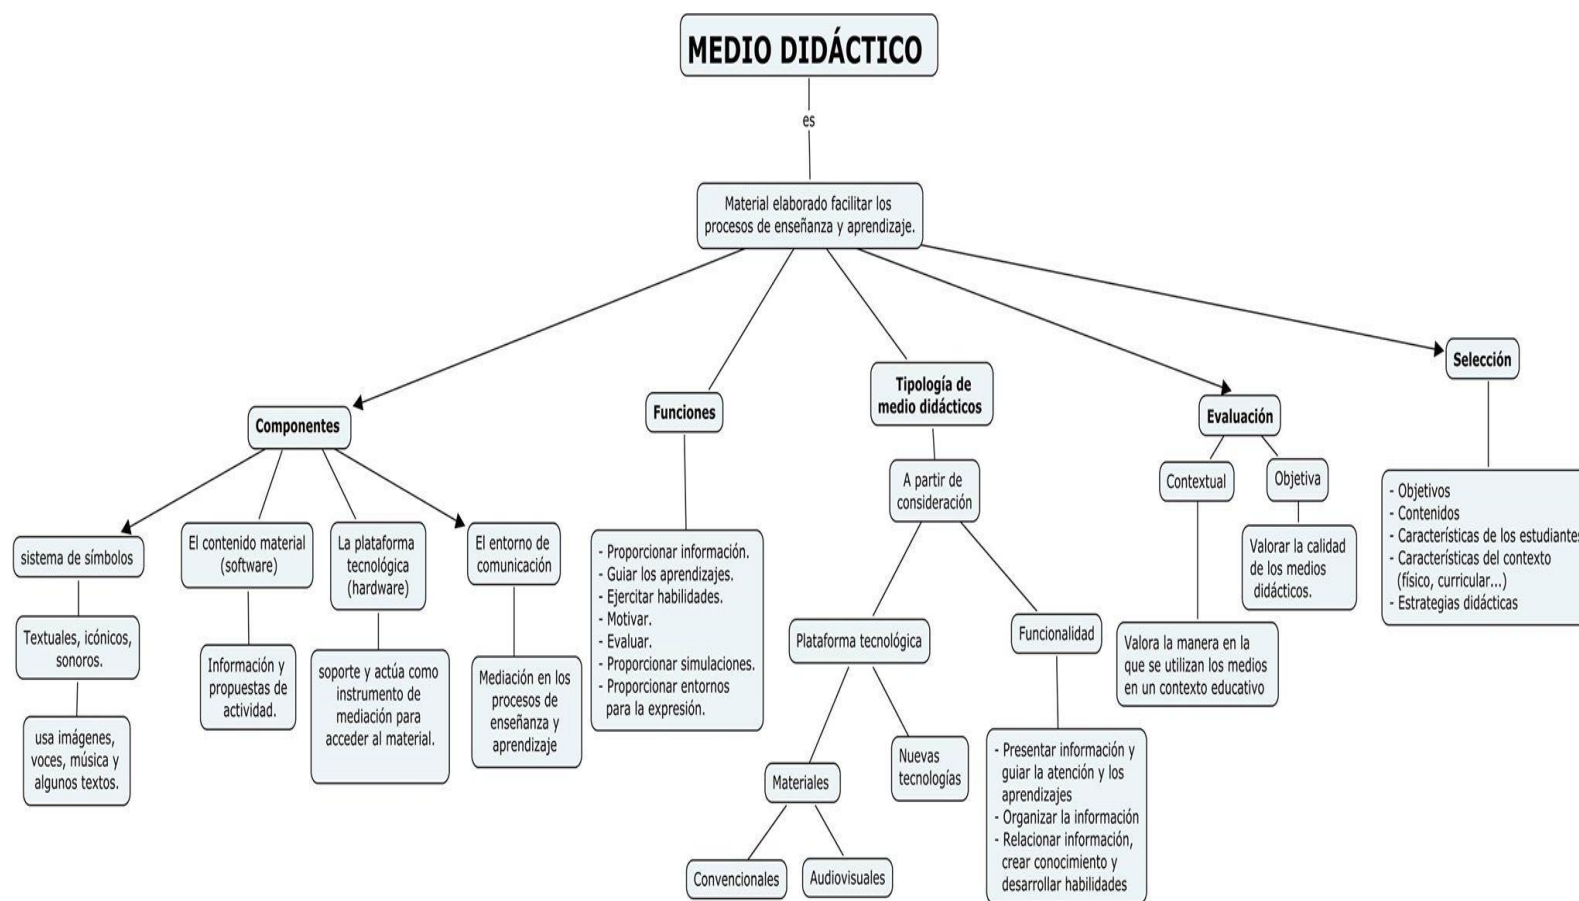 MEDIO DIDÁCTICO
es
Material elaborado facilitar los
procesos de enseñanza y aprendizaje.
Componentes
sistema de símbolos
Textuales, icónicos,
sonoros.
usa imágenes,
voces, música y
algunos textos.
El contenido material
(software)
Información y
propuestas de
actividad.
La plataforma
tecnológica
(hardware)
soporte y actúa como
instrumento de
mediación para
acceder al material.
El entorno de
comunicación
Mediación en los
procesos de
enseñanza y
aprendizaje
Funciones
- Proporcionar información.
- Guiar los aprendizajes.
- Ejercitar habilidades.
- Motivar.
- Evaluar.
- Proporcionar simulaciones.
- Proporcionar entornos
para la expresión.
Tipología de
medio didácticos
A partir de
consideración
Plataforma tecnológica
Materiales
Convencionales
Audiovisuales
Nuevas
tecnologías
Funcionalidad
- Presentar información y
guiar la atención y los
aprendizajes
- Organizar la información
- Relacionar información,
crear conocimiento y
desarrollar habilidades
Evaluación
Contextual
Valora la manera en la
que se utilizan los medios
en un contexto educativo
Objetiva
Valorar la calidad
de los medios
didácticos.
Selección
- Objetivos
- Contenidos
- Características de los estudiantes
- Características del contexto
(físico, curricular...)
- Estrategias didácticas